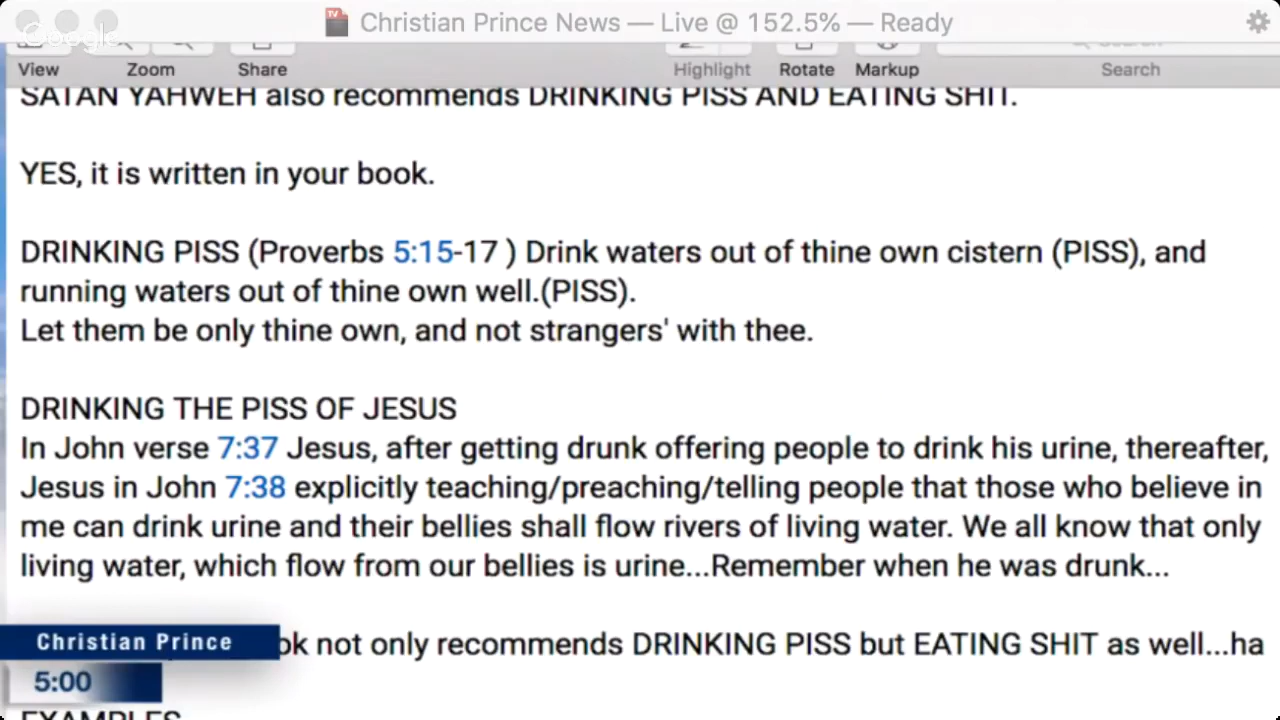 Christian Prince News — Live @ 152.5% — Ready
Google
View Zoom Share Highlight Rotate Markup Search
SATAN YAHWEH also recommends DRINKING PISS AND EATING SHIT.
YES, it is written in your book.
DRINKING PISS (Proverbs 5:15-17 ) Drink waters out of thine own cistern (PISS), and
running waters out of thine own well.(PISS).
Let them be only thine own, and not strangers' with thee.
DRINKING THE PISS OF JESUS
In John verse 7:37 Jesus, after getting drunk offering people to drink his urine, thereafter,
Jesus in John 7:38 explicitly teaching/preaching/telling people that those who believe in
me can drink urine and their bellies shall flow rivers of living water. We all know that only
living water, which flow from our bellies is urine...Remember when he was drunk...
Christian Prince
ok not only recommends DRINKING PISS but EATING SHIT as well...ha
5:00
EXAMPLES